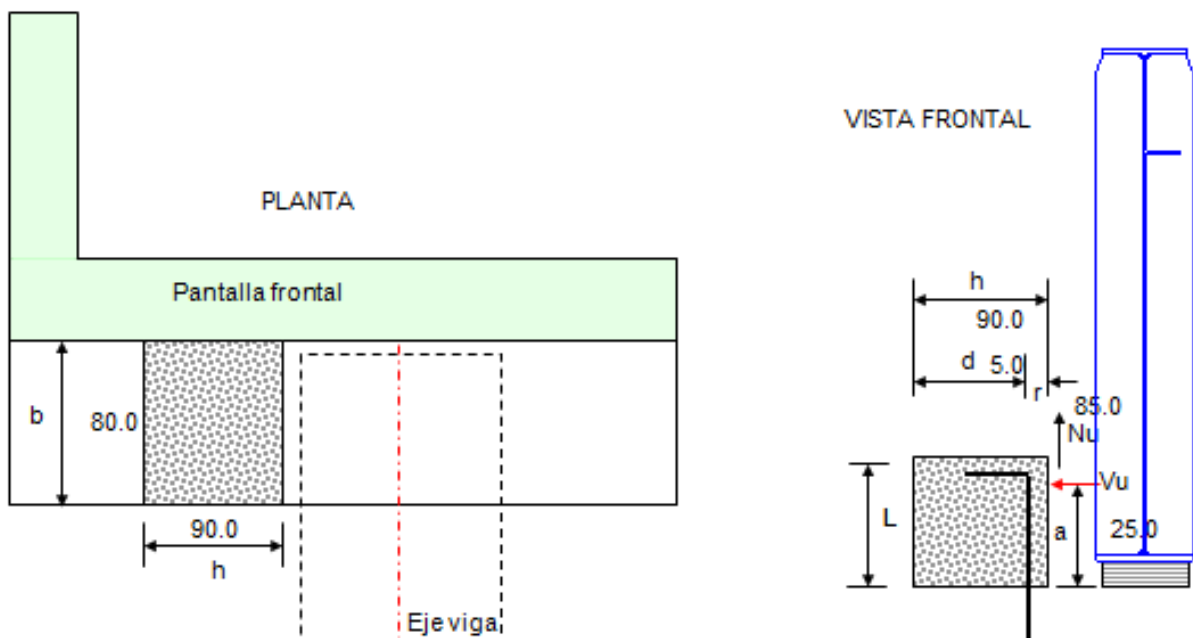 PLANTA
Pantalla frontal
b
80.0
90.0
h
Eje viga
VISTA FRONTAL
h
90.0
d
5.0
r
85.0
Nu
Vu
L
a
25.0